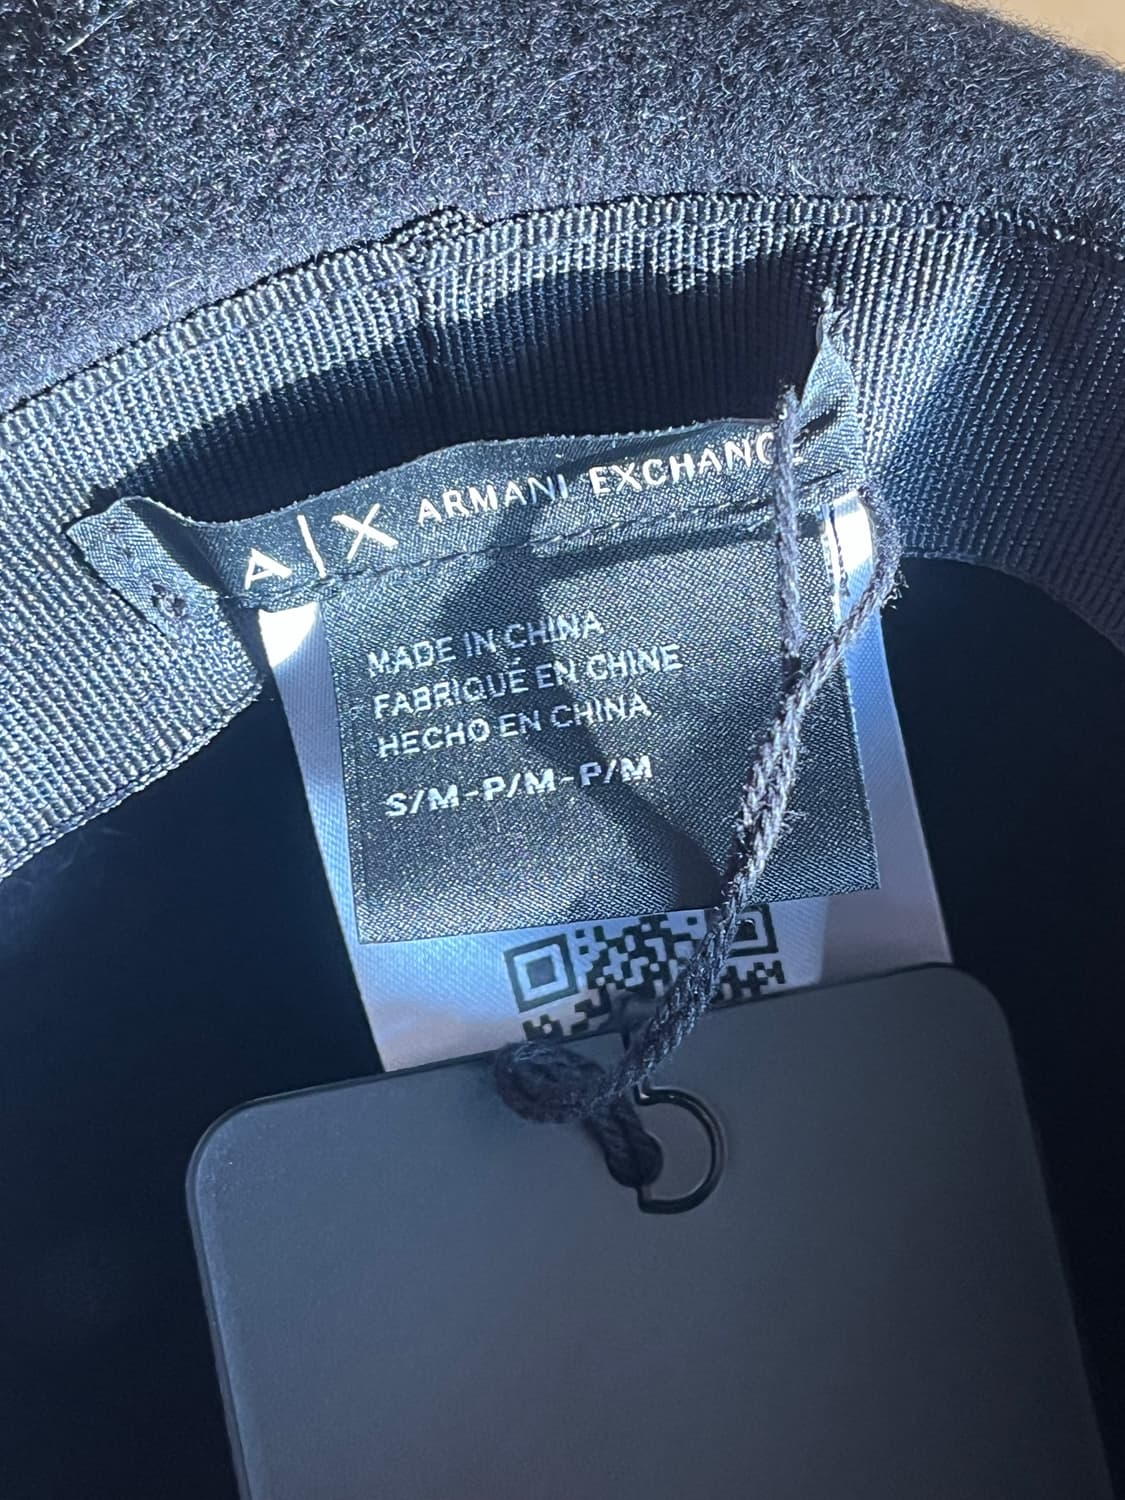 A|X ARMANI EXCHANGE
MADE IN CHINA
FABRIQUÉ EN CHINE
HECHO EN CHINA
S/M-P/M-P/M